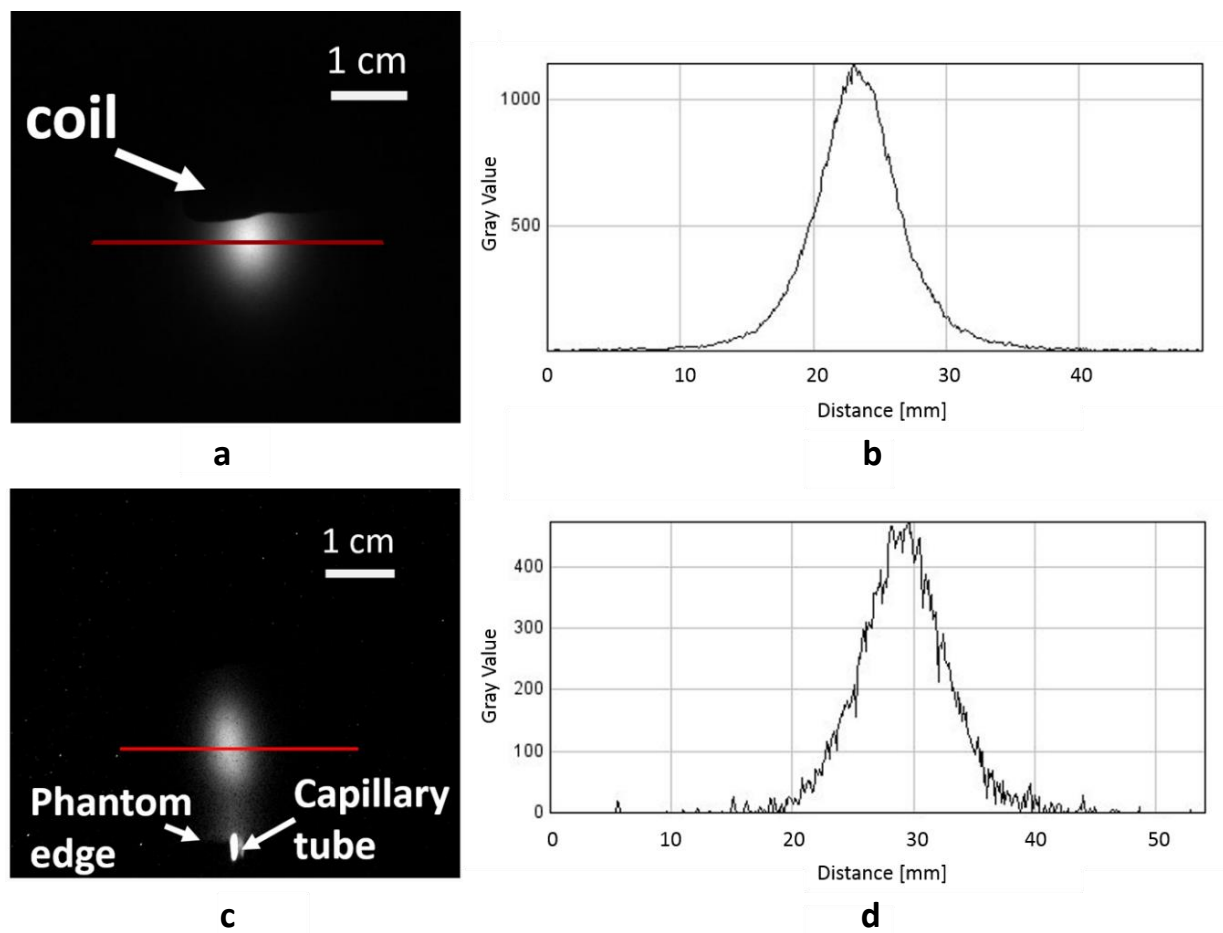 1 cm
coil
a
1000
500
Gray Value
0 10 20 30 40
Distance [mm]
b
1 cm
Phantom
edge
Capillary
tube
c
400
300
200
100
0
Gray Value
0 10 20 30 40 50
Distance [mm]
d